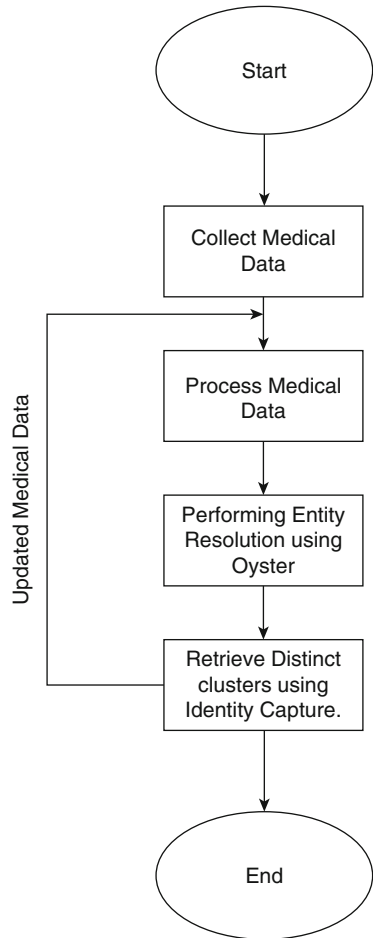 Start
Collect Medical
Data
Updated Medical Data
Process Medical
Data
Performing Entity
Resolution using
Oyster
Retrieve Distinct
clusters using
Identity Capture.
End